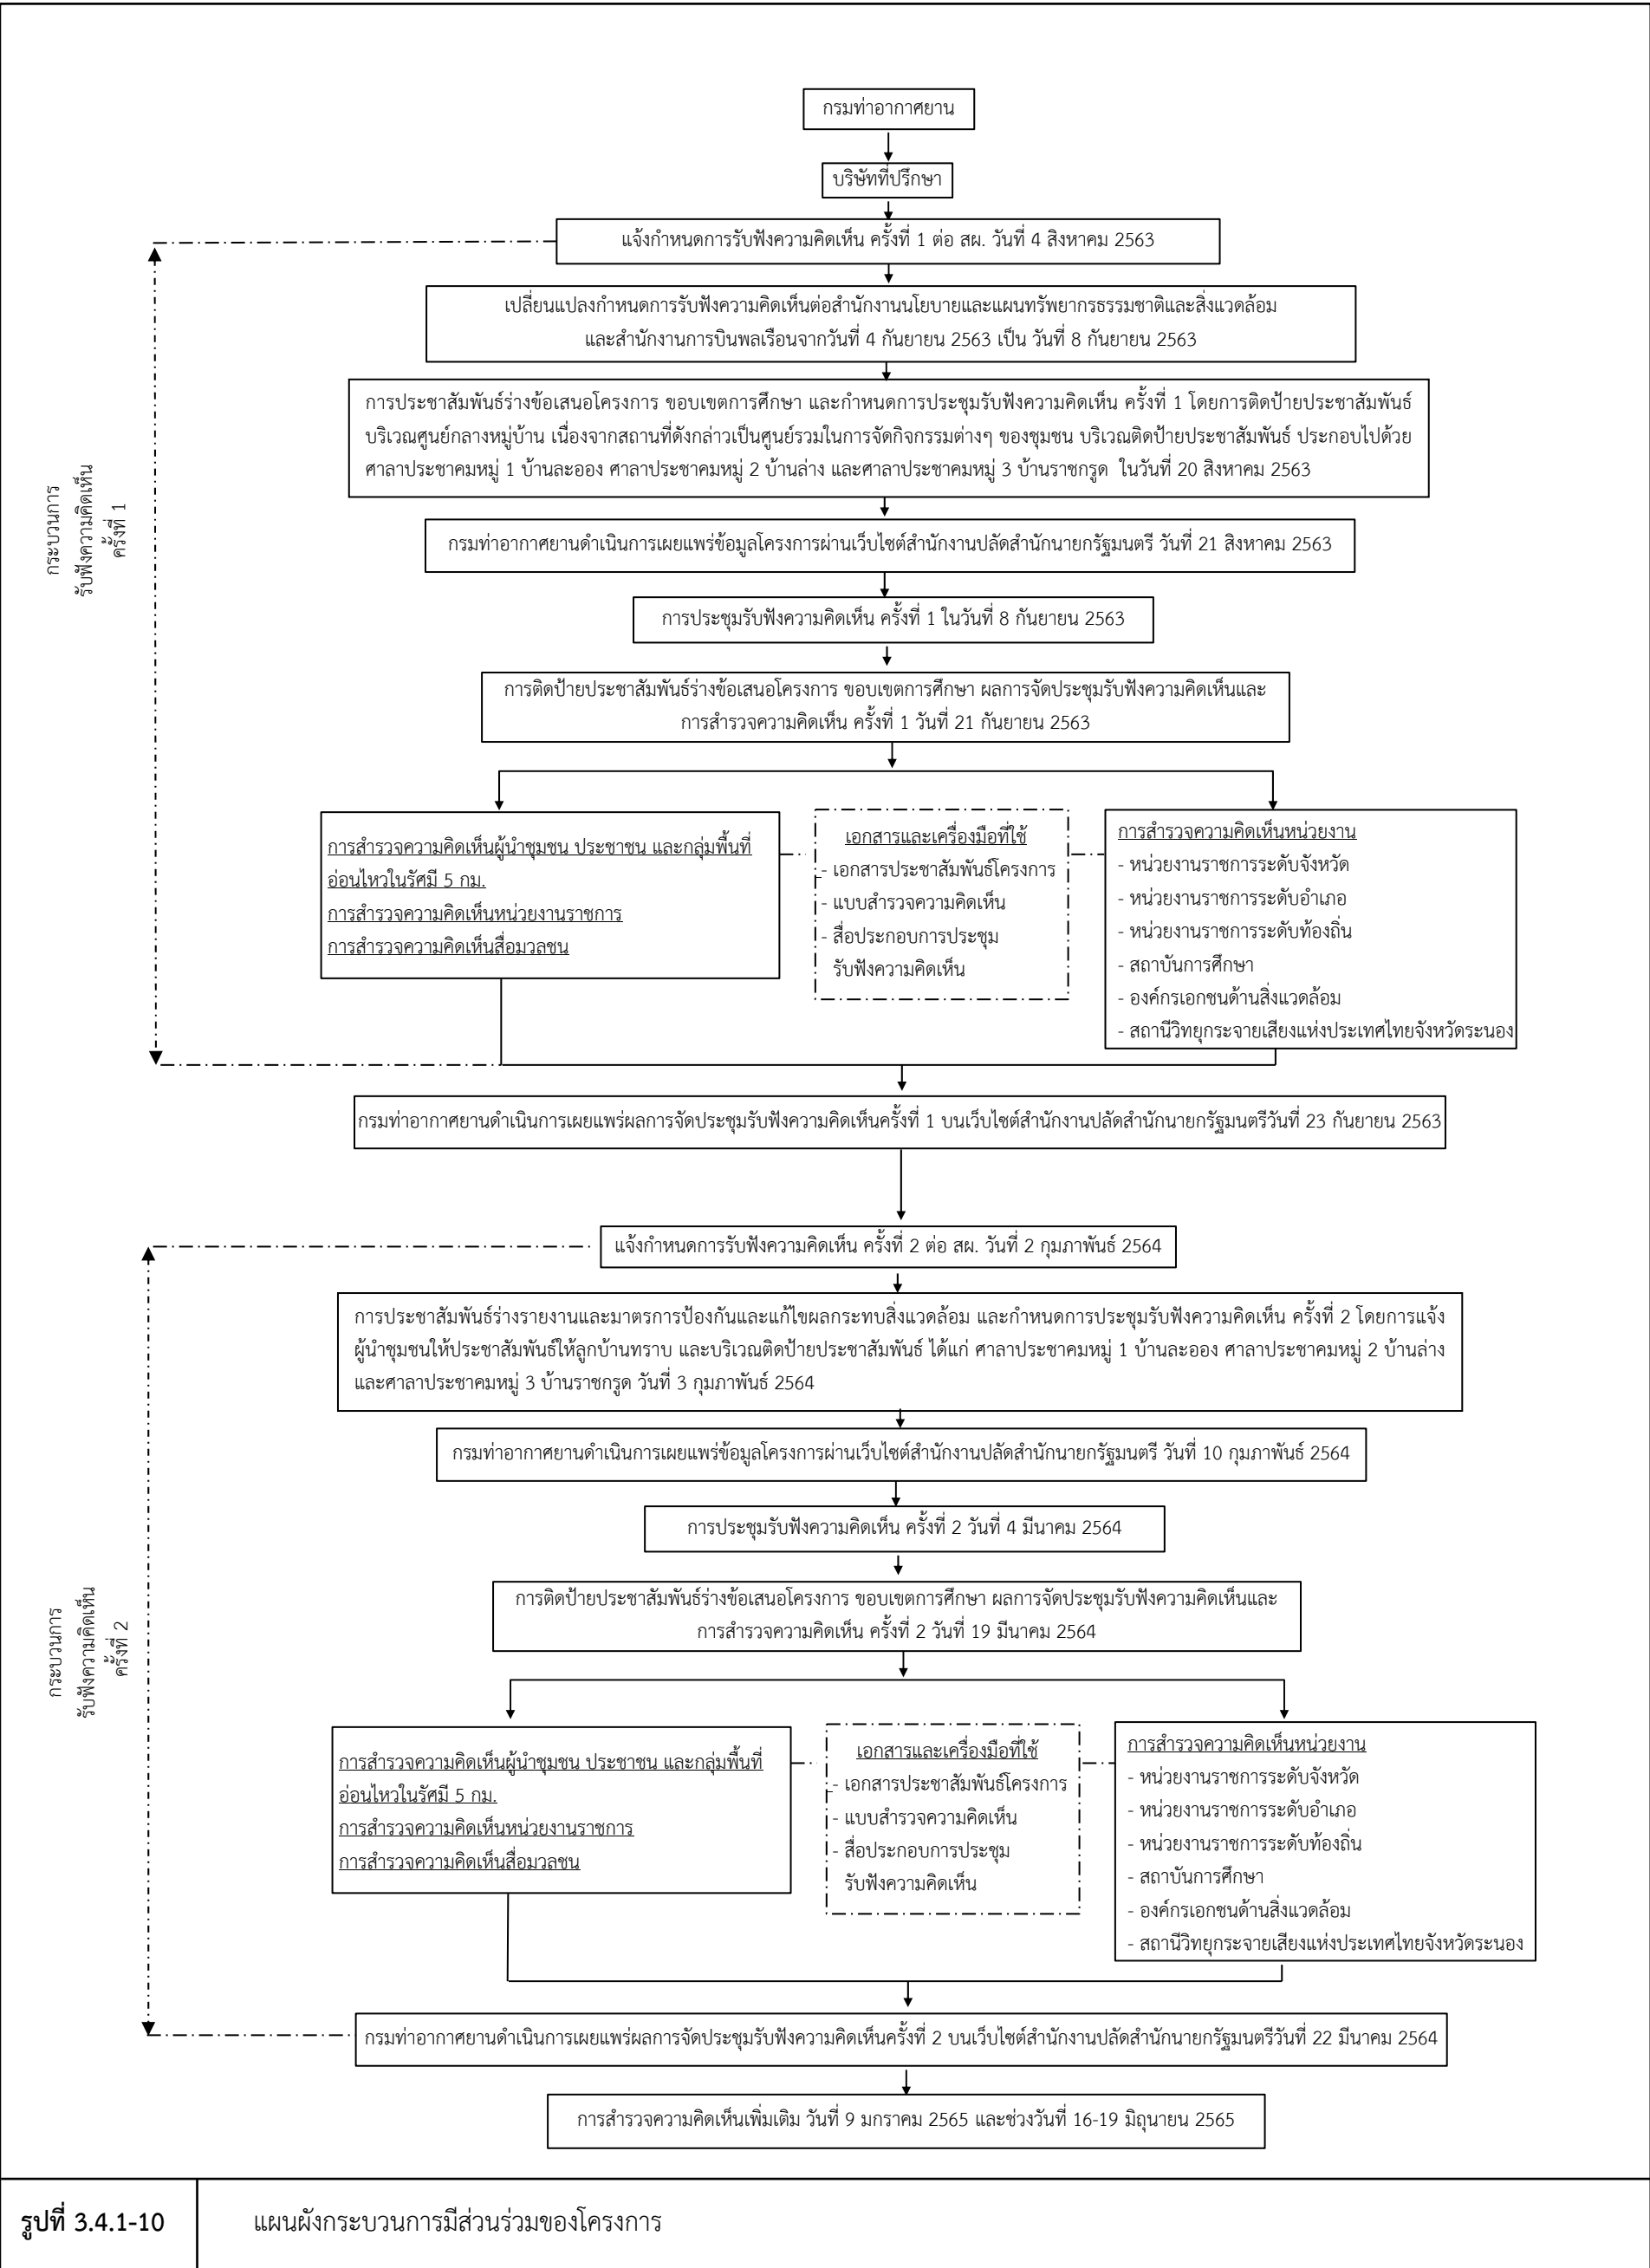 กรมท่าอากาศยาน
บริษัทที่ปรึกษา
แจ้งกำหนดการรับฟังความคิดเห็น ครั้งที่ 1 ต่อ สผ. วันที่ 4 สิงหาคม 2563
เปลี่ยนแปลงกำหนดการรับฟังความคิดเห็นต่อสำนักงานนโยบายและแผนทรัพยากรธรรมชาติและสิ่งแวดล้อม
และสำนักงานการบินพลเรือนจากวันที่ 4 กันยายน 2563 เป็น วันที่ 8 กันยายน 2563
การประชาสัมพันธ์ร่างข้อเสนอโครงการ ขอบเขตการศึกษา และกำหนดการประชุมรับฟังความคิดเห็น ครั้งที่ 1 โดยการติดป้ายประชาสัมพันธ์
บริเวณศูนย์กลางหมู่บ้าน เนื่องจากสถานที่ดังกล่าวเป็นศูนย์รวมในการจัดกิจกรรมต่างๆ ของชุมชน บริเวณติดป้ายประชาสัมพันธ์ ประกอบไปด้วย
ศาลาประชาคมหมู่ 1 บ้านละออง ศาลาประชาคมหมู่ 2 บ้านล่าง และศาลาประชาคมหมู่ 3 บ้านราชกรูด ในวันที่ 20 สิงหาคม 2563
กระบวนการ
รับฟังความคิดเห็น
ครั้งที่ 1
กรมท่าอากาศยานดำเนินการเผยแพร่ข้อมูลโครงการผ่านเว็บไซต์สำนักงานปลัดสำนักนายกรัฐมนตรี วันที่ 21 สิงหาคม 2563
การประชุมรับฟังความคิดเห็น ครั้งที่ 1 ในวันที่ 8 กันยายน 2563
การติดป้ายประชาสัมพันธ์ร่างข้อเสนอโครงการ ขอบเขตการศึกษา ผลการจัดประชุมรับฟังความคิดเห็นและ
การสำรวจความคิดเห็น ครั้งที่ 1 วันที่ 21 กันยายน 2563
การสำรวจความคิดเห็นผู้นำชุมชน ประชาชน และกลุ่มพื้นที่
อ่อนไหวในรัศมี 5 กม.
การสำรวจความคิดเห็นหน่วยงานราชการ
การสำรวจความคิดเห็นสื่อมวลชน
เอกสารและเครื่องมือที่ใช้
- เอกสารประชาสัมพันธ์โครงการ
- แบบสำรวจความคิดเห็น
- สื่อประกอบการประชุม
รับฟังความคิดเห็น
การสำรวจความคิดเห็นหน่วยงาน
- หน่วยงานราชการระดับจังหวัด
- หน่วยงานราชการระดับอำเภอ
- หน่วยงานราชการระดับท้องถิ่น
- สถาบันการศึกษา
- องค์กรเอกชนด้านสิ่งแวดล้อม
- สถานีวิทยุกระจายเสียงแห่งประเทศไทยจังหวัดระนอง
กรมท่าอากาศยานดำเนินการเผยแพร่ผลการจัดประชุมรับฟังความคิดเห็นครั้งที่ 1 บนเว็บไซต์สำนักงานปลัดสำนักนายกรัฐมนตรีวันที่ 23 กันยายน 2563
แจ้งกำหนดการรับฟังความคิดเห็น ครั้งที่ 2 ต่อ สผ. วันที่ 2 กุมภาพันธ์ 2564
การประชาสัมพันธ์ร่างรายงานและมาตรการป้องกันและแก้ไขผลกระทบสิ่งแวดล้อม และกำหนดการประชุมรับฟังความคิดเห็น ครั้งที่ 2 โดยการแจ้ง
ผู้นำชุมชนให้ประชาสัมพันธ์ให้ลูกบ้านทราบ และบริเวณติดป้ายประชาสัมพันธ์ ได้แก่ ศาลาประชาคมหมู่ 1 บ้านละออง ศาลาประชาคมหมู่ 2 บ้านล่าง
และศาลาประชาคมหมู่ 3 บ้านราชกรูด วันที่ 3 กุมภาพันธ์ 2564
กรมท่าอากาศยานดำเนินการเผยแพร่ข้อมูลโครงการผ่านเว็บไซต์สำนักงานปลัดสำนักนายกรัฐมนตรี วันที่ 10 กุมภาพันธ์ 2564
การประชุมรับฟังความคิดเห็น ครั้งที่ 2 วันที่ 4 มีนาคม 2564
การติดป้ายประชาสัมพันธ์ร่างข้อเสนอโครงการ ขอบเขตการศึกษา ผลการจัดประชุมรับฟังความคิดเห็นและ
การสำรวจความคิดเห็น ครั้งที่ 2 วันที่ 19 มีนาคม 2564
กระบวนการ
รับฟังความคิดเห็น
ครั้งที่ 2
การสำรวจความคิดเห็นผู้นำชุมชน ประชาชน และกลุ่มพื้นที่
อ่อนไหวในรัศมี 5 กม.
การสำรวจความคิดเห็นหน่วยงานราชการ
การสำรวจความคิดเห็นสื่อมวลชน
เอกสารและเครื่องมือที่ใช้
- เอกสารประชาสัมพันธ์โครงการ
- แบบสำรวจความคิดเห็น
- สื่อประกอบการประชุม
รับฟังความคิดเห็น
การสำรวจความคิดเห็นหน่วยงาน
- หน่วยงานราชการระดับจังหวัด
- หน่วยงานราชการระดับอำเภอ
- หน่วยงานราชการระดับท้องถิ่น
- สถาบันการศึกษา
- องค์กรเอกชนด้านสิ่งแวดล้อม
- สถานีวิทยุกระจายเสียงแห่งประเทศไทยจังหวัดระนอง
กรมท่าอากาศยานดำเนินการเผยแพร่ผลการจัดประชุมรับฟังความคิดเห็นครั้งที่ 2 บนเว็บไซต์สำนักงานปลัดสำนักนายกรัฐมนตรีวันที่ 22 มีนาคม 2564
การสำรวจความคิดเห็นเพิ่มเติม วันที่ 9 มกราคม 2565 และช่วงวันที่ 16-19 มิถุนายน 2565
รูปที่ 3.4.1-10
แผนผังกระบวนการมีส่วนร่วมของโครงการ